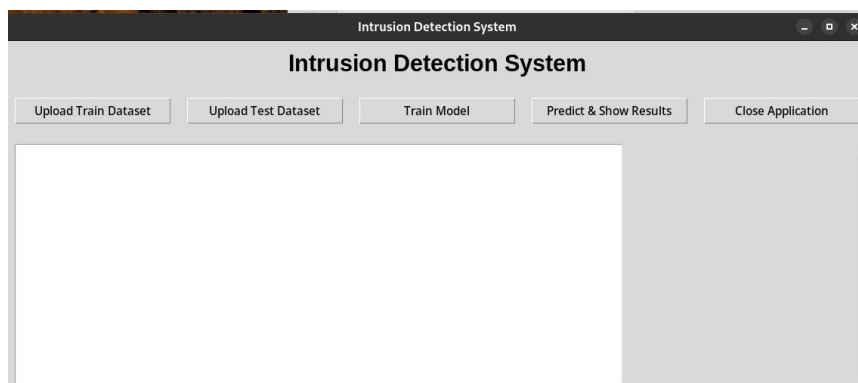 Intrusion Detection System
Intrusion Detection System
Upload Train Dataset Upload Test Dataset Train Model Predict & Show Results Close Application